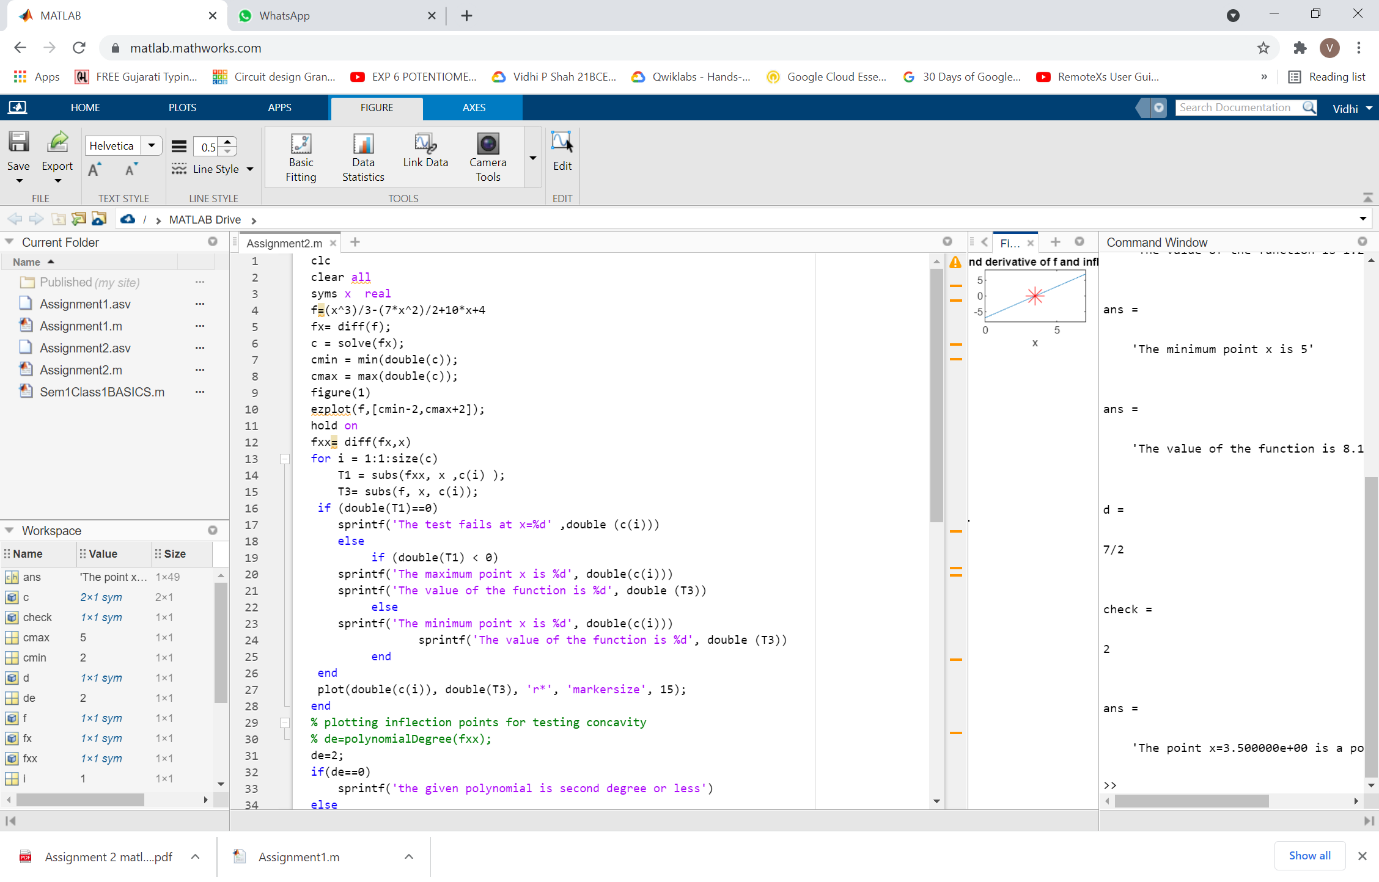 MATLAB
WhatsApp
matlab.mathworks.com
V
Apps
FREE Gujarati Typin...
Circuit design Gran...
EXP 6 POTENTIOME...
Vidhi P Shah 21BCE...
Qwiklabs - Hands-...
Google Cloud Esse...
30 Days of Google...
RemoteXs User Gui...
»
Reading list
HOME
PLOTS
APPS
FIGURE
AXES
Search Documentation
Vidhi
Save
Export
FILE
Helvetica
TEXT STYLE
0.5
Line Style
LINE STYLE
Basic Fitting
Data Statistics
Link Data
Camera Tools
TOOLS
Edit
EDIT
/ > MATLAB Drive >
Current Folder
Name
Published (my site)
Assignment1.asv
Assignment1.m
Assignment2.asv
Assignment2.m
Sem1Class1BASICS.m
Workspace
Name Value Size
ans 'The point x... 1×49
c 2×1 sym 2×1
check 1×1 sym 1×1
cmax 5 1×1
cmin 2 1×1
d 1×1 sym 1×1
de 2 1×1
f 1×1 sym 1×1
fx 1×1 sym 1×1
fxx 1×1 sym 1×1
i 1 1×1
Assignment2.m
1 clc
2 clear all
3 syms x real
4 f=(x^3)/3-(7*x^2)/2+10*x+4
5 fx= diff(f);
6 c = solve(fx);
7 cmin = min(double(c));
8 cmax = max(double(c));
9 figure(1)
10 ezplot(f,[cmin-2,cmax+2]);
11 hold on
12 fxx= diff(fx,x)
13 for i = 1:1:size(c)
14 T1 = subs(fxx, x ,c(i) );
15 T3= subs(f, x, c(i));
16 if (double(T1)==0)
17 sprintf('The test fails at x=%d' ,double (c(i)))
18 else
19 if (double(T1) < 0)
20 sprintf('The maximum point x is %d', double(c(i)))
21 sprintf('The value of the function is %d', double (T3))
22 else
23 sprintf('The minimum point x is %d', double(c(i)))
24 sprintf('The value of the function is %d', double (T3))
25 end
26 end
27 plot(double(c(i)), double(T3), 'r*', 'markersize', 15);
28 end
29 % plotting inflection points for testing concavity
30 % de=polynomialDegree(fxx);
31 de=2;
32 if(de==0)
33 sprintf('the given polynomial is second degree or less')
34 else
Fi...
nd derivative of f and infl
5
0
-5
0 5
x
Command Window
'The value of the function is 1.2
ans =
'The minimum point x is 5'
ans =
'The value of the function is 8.1
d =
7/2
check =
2
ans =
'The point x=3.500000e+00 is a po
>>
Assignment 2 matl....pdf
Assignment1.m
Show all